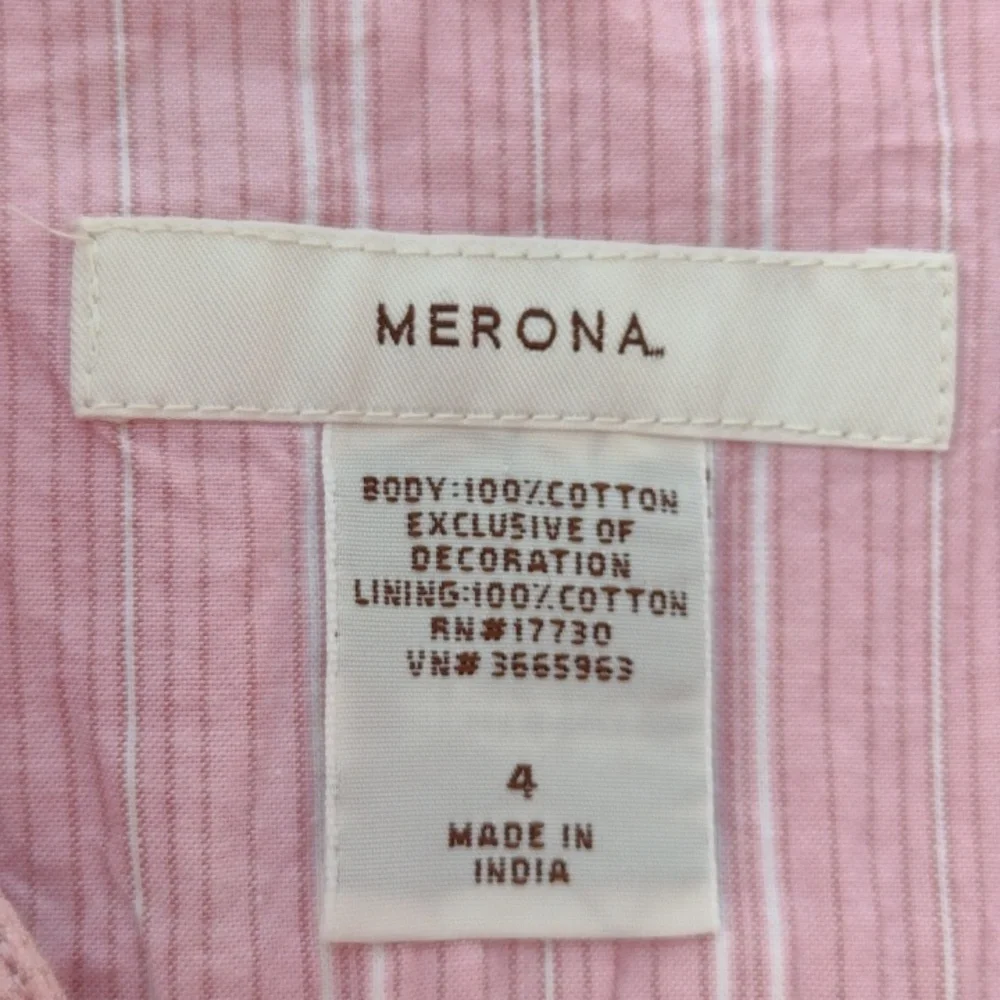 MERONA
BODY:100%COTTON
EXCLUSIVE OF
DECORATION
LINING:100%COTTON
RN#17730
VN#3665963
4
MADE IN
INDIA